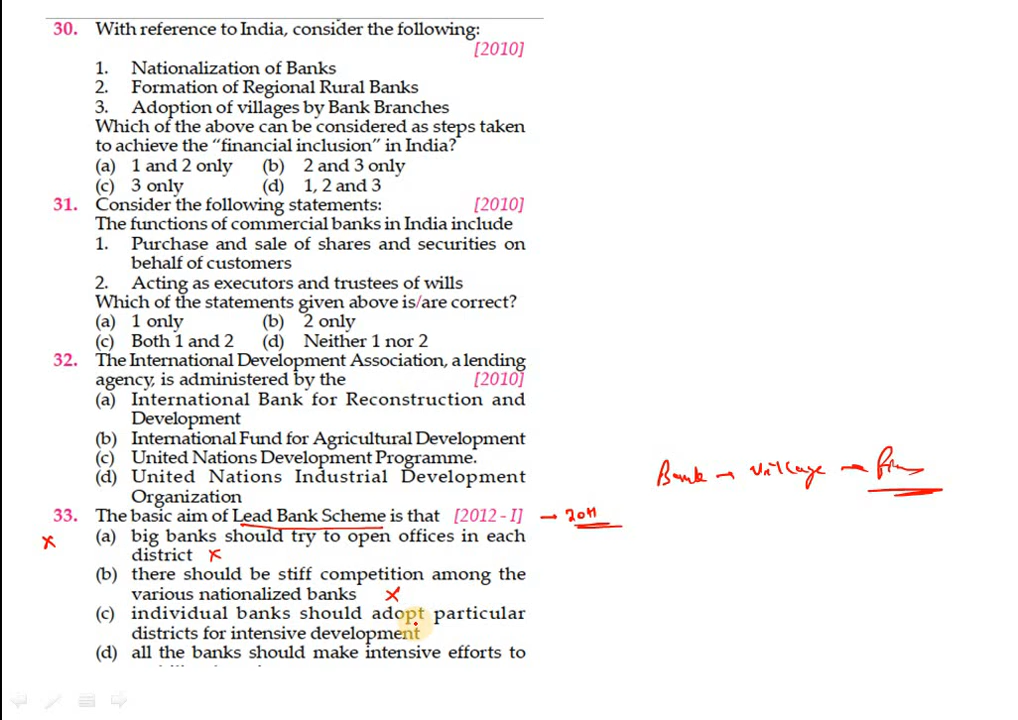 30. With reference to India, consider the following:
[2010]
1. Nationalization of Banks
2. Formation of Regional Rural Banks
3. Adoption of villages by Bank Branches
Which of the above can be considered as steps taken
to achieve the “financial inclusion” in India?
(a) 1 and 2 only (b) 2 and 3 only
(c) 3 only (d) 1, 2 and 3
31. Consider the following statements: [2010]
The functions of commercial banks in India include
1. Purchase and sale of shares and securities on
behalf of customers
2. Acting as executors and trustees of wills
Which of the statements given above is/are correct?
(a) 1 only (b) 2 only
(c) Both 1 and 2 (d) Neither 1 nor 2
32. The International Development Association, a lending
agency, is administered by the [2010]
(a) International Bank for Reconstruction and
Development
(b) International Fund for Agricultural Development
(c) United Nations Development Programme.
(d) United Nations Industrial Development
Organization
Bank → village →
33. The basic aim of Lead Bank Scheme is that [2012 - I] → 2011
(a) big banks should try to open offices in each
district
(b) there should be stiff competition among the
various nationalized banks
(c) individual banks should adopt particular
districts for intensive development
(d) all the banks should make intensive efforts to